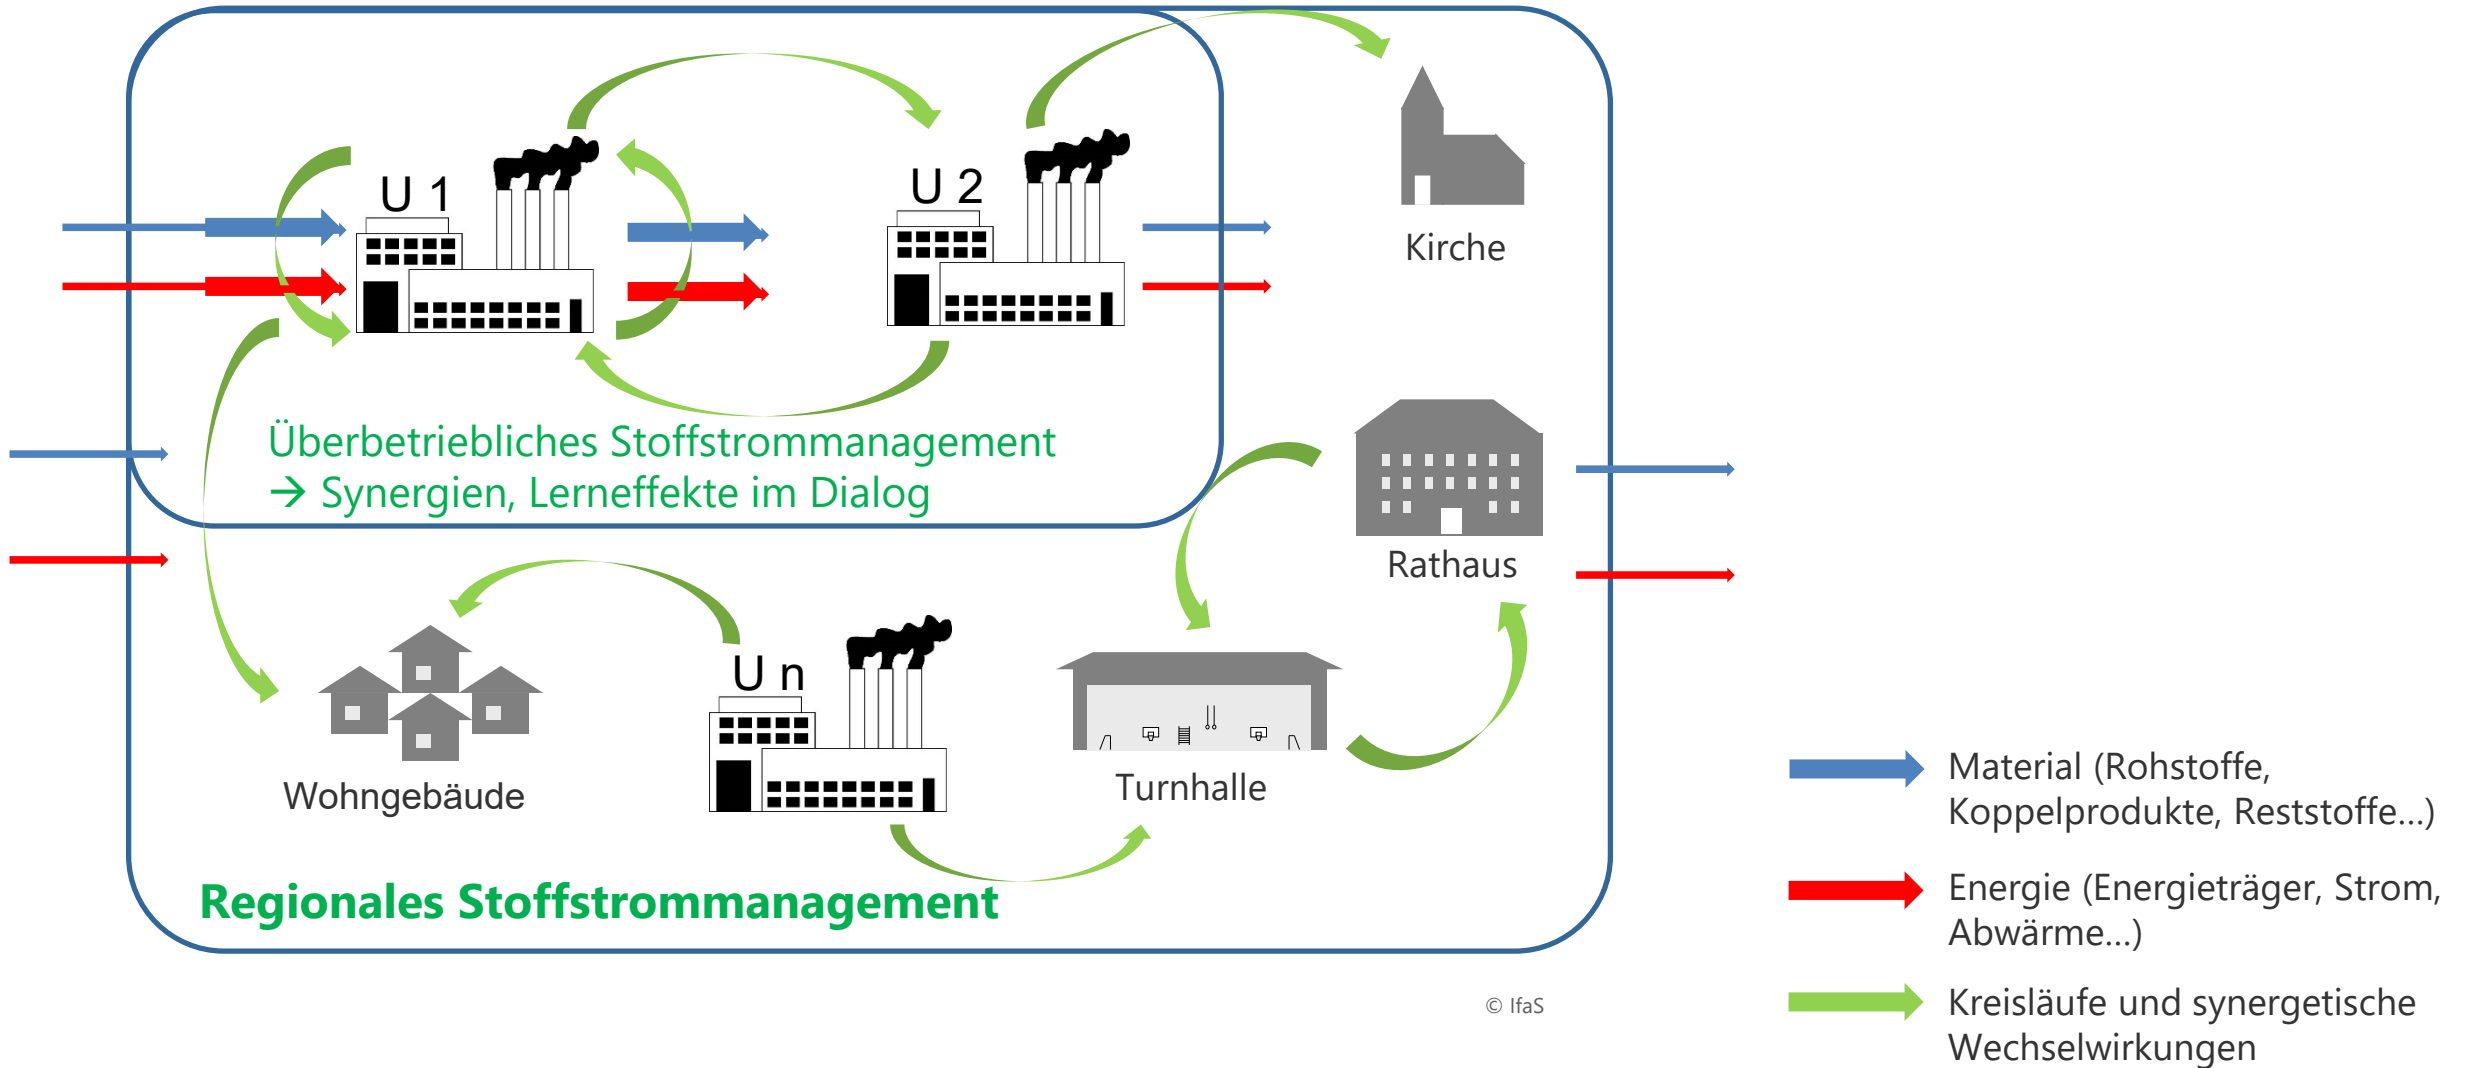 U 1
U 2
Kirche
Überbetriebliches Stoffstrommanagement
→ Synergien, Lerneffekte im Dialog
Rathaus
U n
Wohngebäude
Turnhalle
Regionales Stoffstrommanagement
Material (Rohstoffe,
Koppelprodukte, Reststoffe...)
Energie (Energieträger, Strom,
Abwärme...)
Kreisläufe und synergetische
Wechselwirkungen
© IfaS